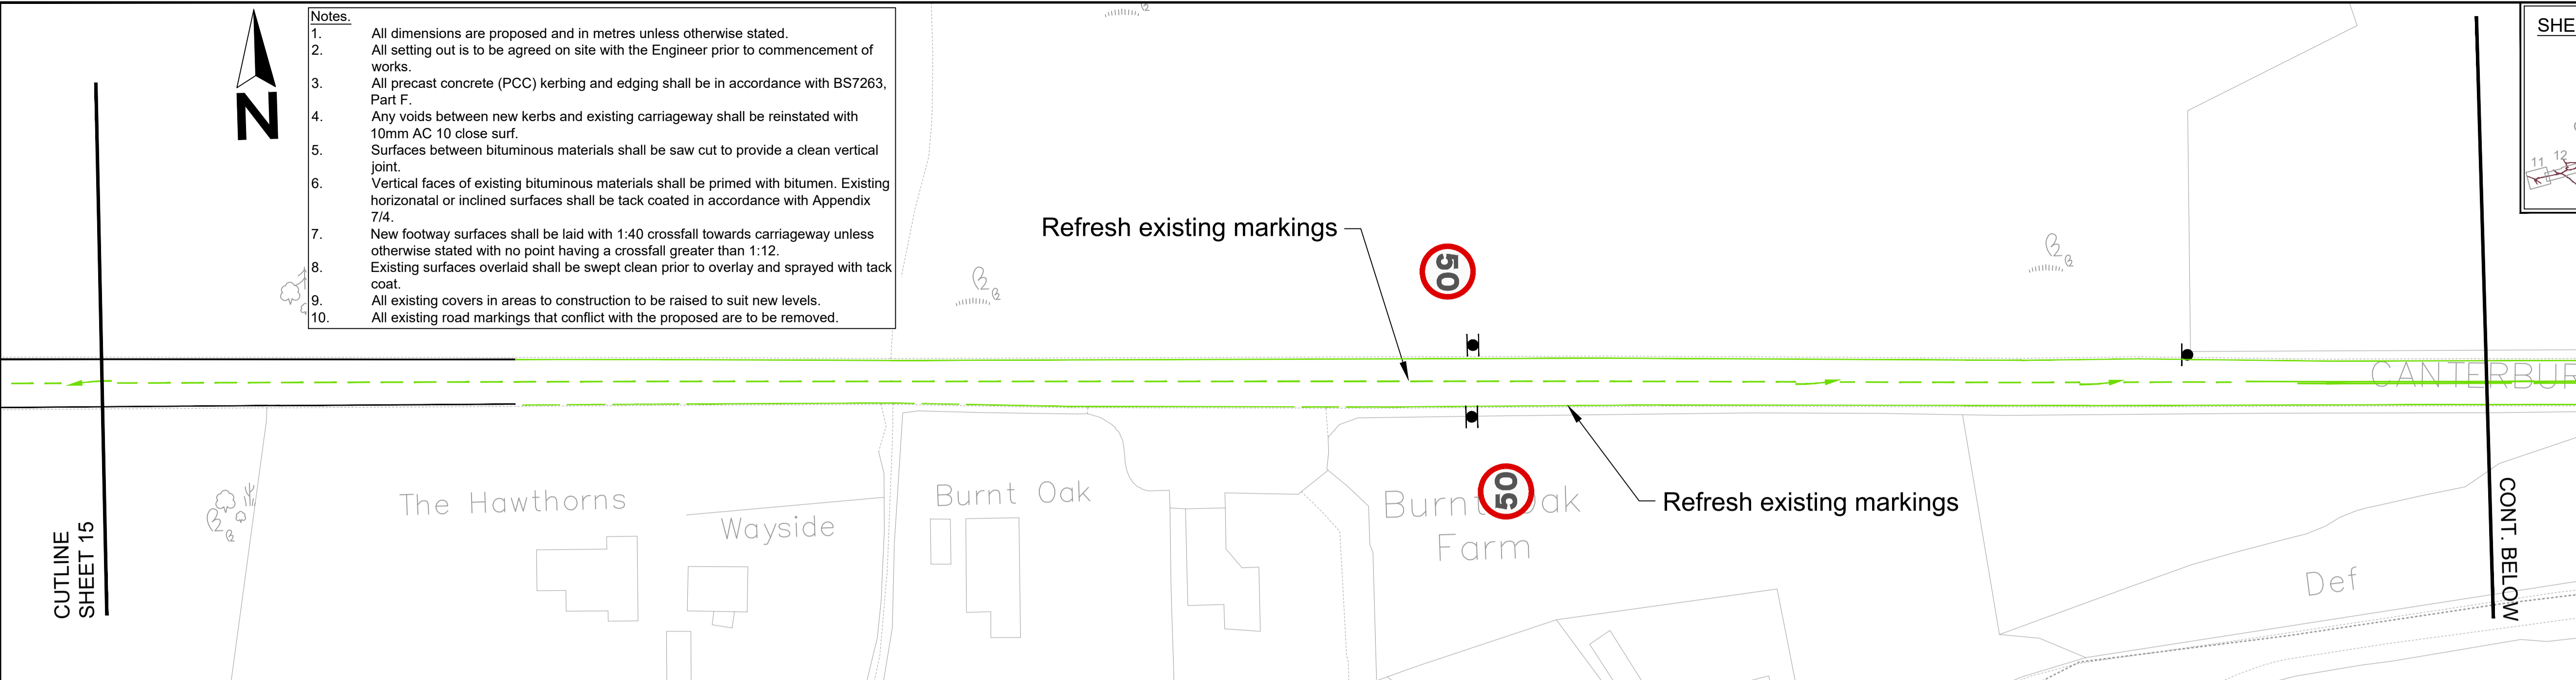 N
Notes.
1. All dimensions are proposed and in metres unless otherwise stated.
2. All setting out is to be agreed on site with the Engineer prior to commencement of
works.
3. All precast concrete (PCC) kerbing and edging shall be in accordance with BS7263,
Part F.
4. Any voids between new kerbs and existing carriageway shall be reinstated with
10mm AC 10 close surf.
5. Surfaces between bituminous materials shall be saw cut to provide a clean vertical
joint.
6. Vertical faces of existing bituminous materials shall be primed with bitumen. Existing
horizonatal or inclined surfaces shall be tack coated in accordance with Appendix
7/4.
7. New footway surfaces shall be laid with 1:40 crossfall towards carriageway unless
otherwise stated with no point having a crossfall greater than 1:12.
8. Existing surfaces overlaid shall be swept clean prior to overlay and sprayed with tack
coat.
9. All existing covers in areas to construction to be raised to suit new levels.
10. All existing road markings that conflict with the proposed are to be removed.
SHE
11 12
Refresh existing markings
50
CANTERBUR
50
Refresh existing markings
The Hawthorns
Wayside
Burnt Oak
Burnt Oak
Farm
Def
CUTLINE
SHEET 15
CONT. BELOW